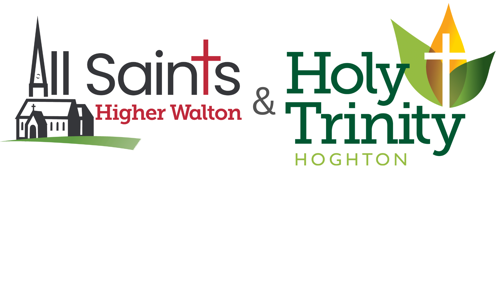 All Saints
Higher Walton
&
Holy
Trinity
HOGHTON